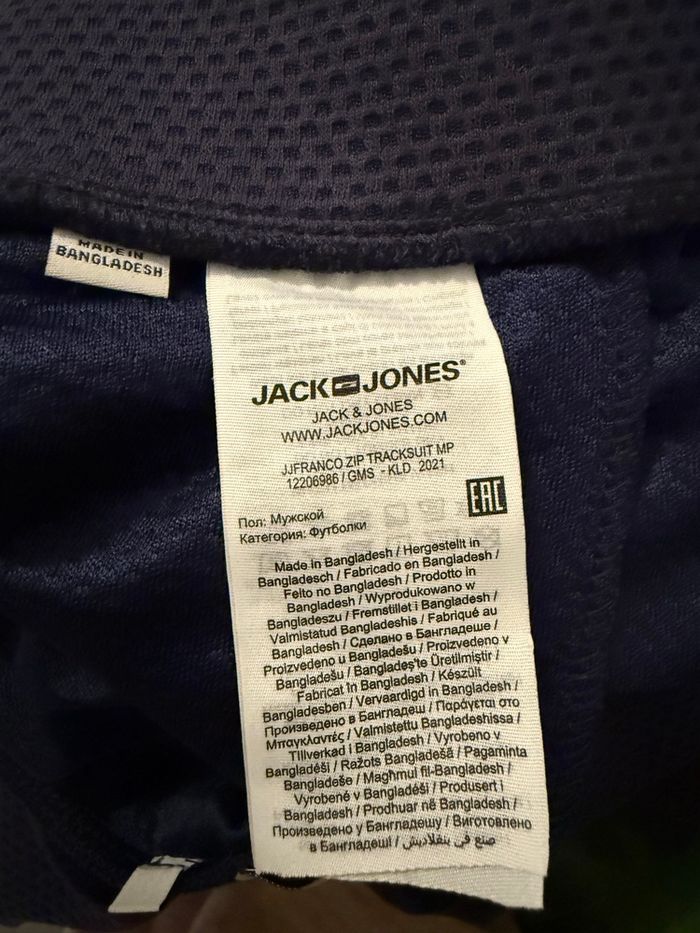 MADE IN
BANGLADESH
JACK JONES®
JACK & JONES
WWW.JACKJONES.COM
JJFRANCO ZIP TRACKSUIT MP
12206986 / GMS - KLD 2021
EAC
Пол: Мужской
Категория: Футболки
Made in Bangladesh / Hergestellt in
Bangladesch / Fabricado en Bangladesh /
Feito no Bangladesh / Prodotto in
Bangladesh / Wyprodukowano w
Bangladeszu / Fremstillet i Bangladesh /
Valmistatud Bangladeshis / Fabriqué au
Bangladesh / Сделано в Бангладеше /
Proizvedeno u Bangladešu / Proizvedeno v
Bangladešu / Bangladeş'te Üretilmiştir /
Fabricat în Bangladesh / Készült
Bangladesben / Vervaardigd in Bangladesh /
Произведено в Бангладеш / Παράγεται στο
Μπαγκλαντές / Valmistettu Bangladeshissa /
Tillverkad i Bangladesh / Vyrobeno v
Bangladéši / Ražots Bangladešā / Pagaminta
Bangladeše / Magħmul fil-Bangladesh /
Vyrobené v Bangladéši / Produsert i
Bangladesh / Prodhuar në Bangladesh /
Произведено у Бангладешу / Виготовлено
в Бангладеші / صنع في بنقلاديش